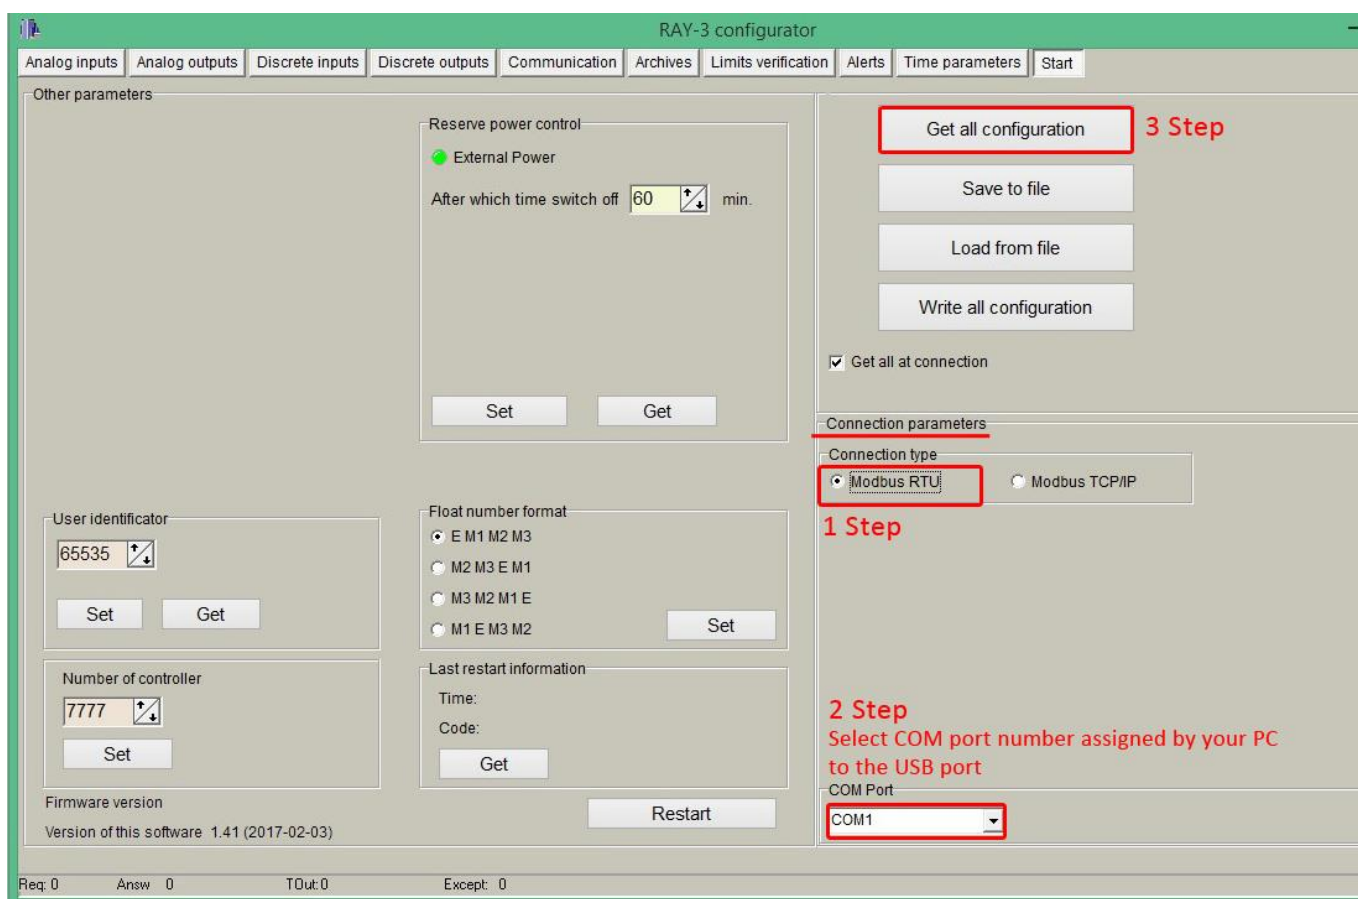 RAY-3 configurator
Analog inputs Analog outputs Discrete inputs Discrete outputs Communication Archives Limits verification Alerts Time parameters Start
Other parameters
Reserve power control
External Power
After which time switch off 60 min.
Set Get
User identificator
65535
Set Get
Number of controller
7777
Set
Firmware version
Version of this software 1.41 (2017-02-03)
Float number format
E M1 M2 M3
M2 M3 E M1
M3 M2 M1 E
M1 E M3 M2
Set
Last restart information
Time:
Code:
Get
Restart
Get all configuration
3 Step
Save to file
Load from file
Write all configuration
Get all at connection
Connection parameters
Connection type
Modbus RTU Modbus TCP/IP
1 Step
2 Step
Select COM port number assigned by your PC
to the USB port
COM Port
COM1
Req: 0 Answ 0 TOut: 0 Except: 0